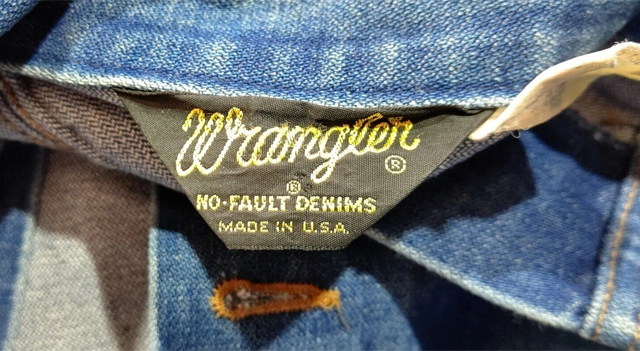 Wrangler®
®
NO-FAULT DENIMS
MADE IN U.S.A.